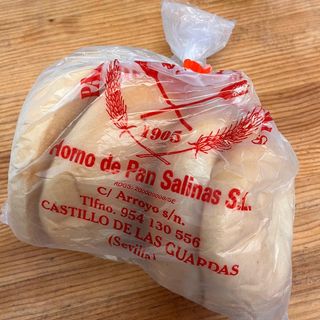 1905
Horno de Pan Salinas S.L.
C/ Arroyo s/n.
Tlfno. 954 130 556
CASTILLO DE LAS GUARDAS
(Sevilla)